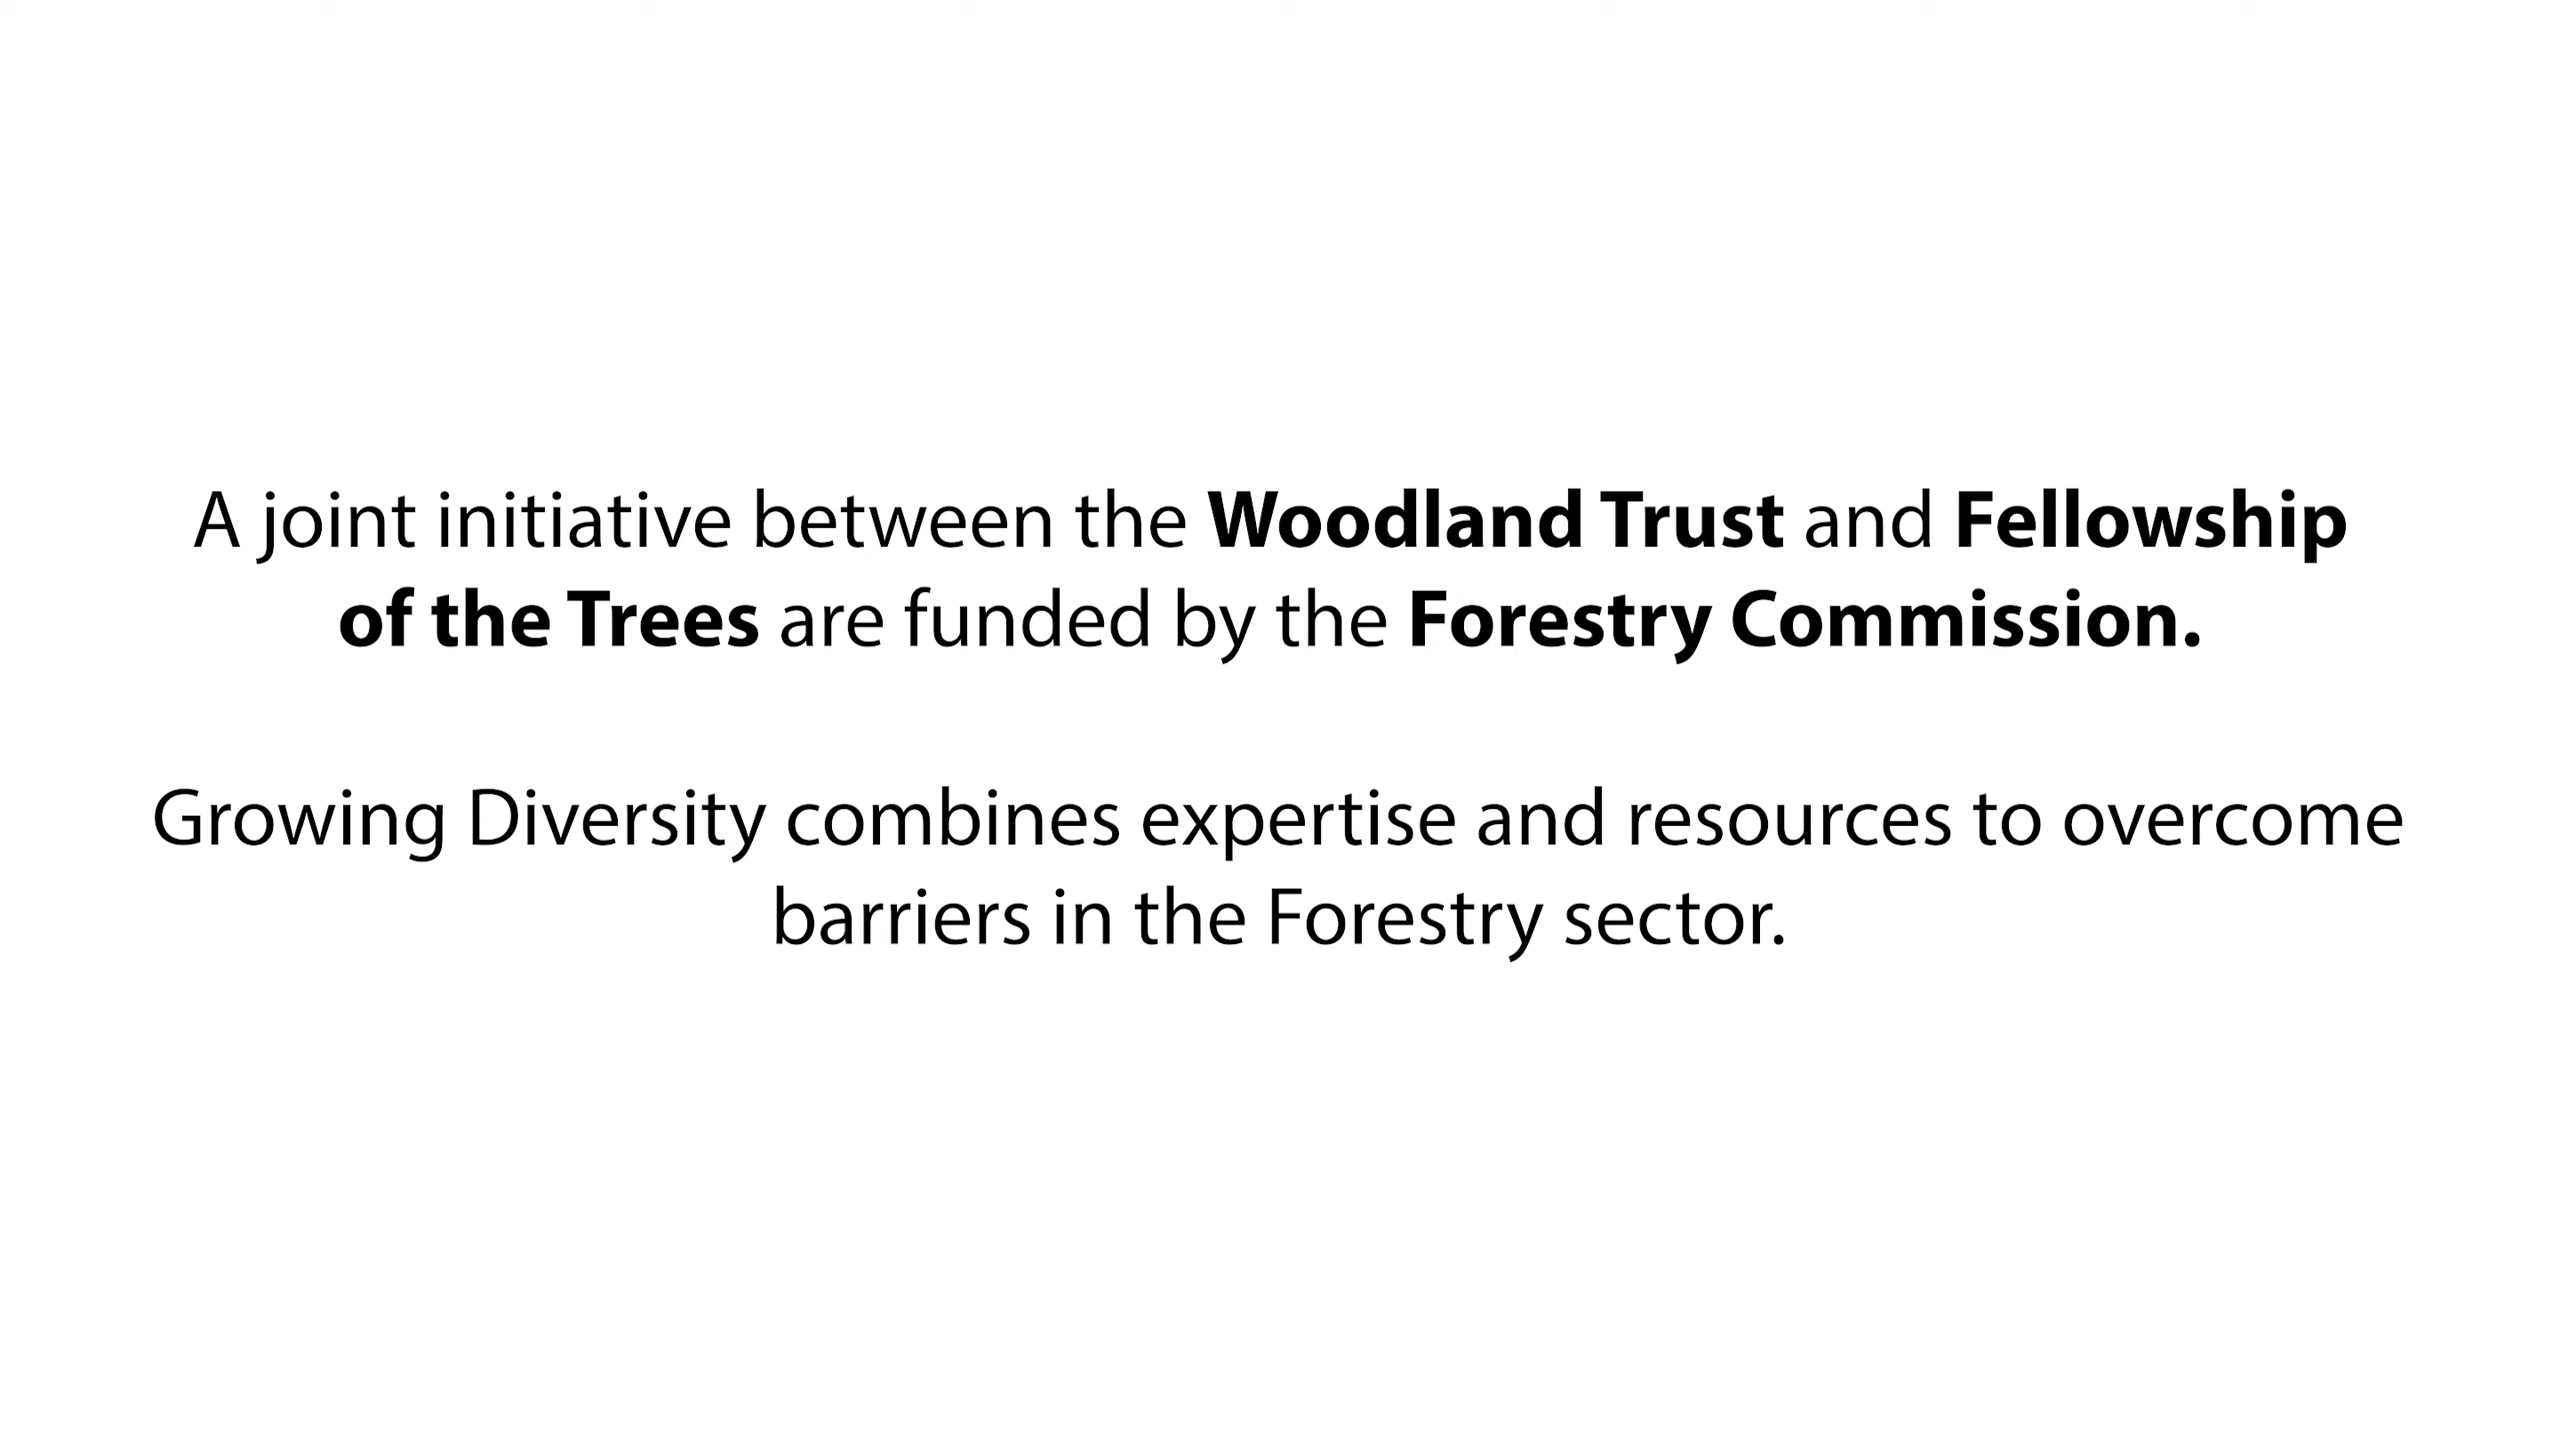 A joint initiative between the Woodland Trust and Fellowship
of the Trees are funded by the Forestry Commission.
Growing Diversity combines expertise and resources to overcome
barriers in the Forestry sector.